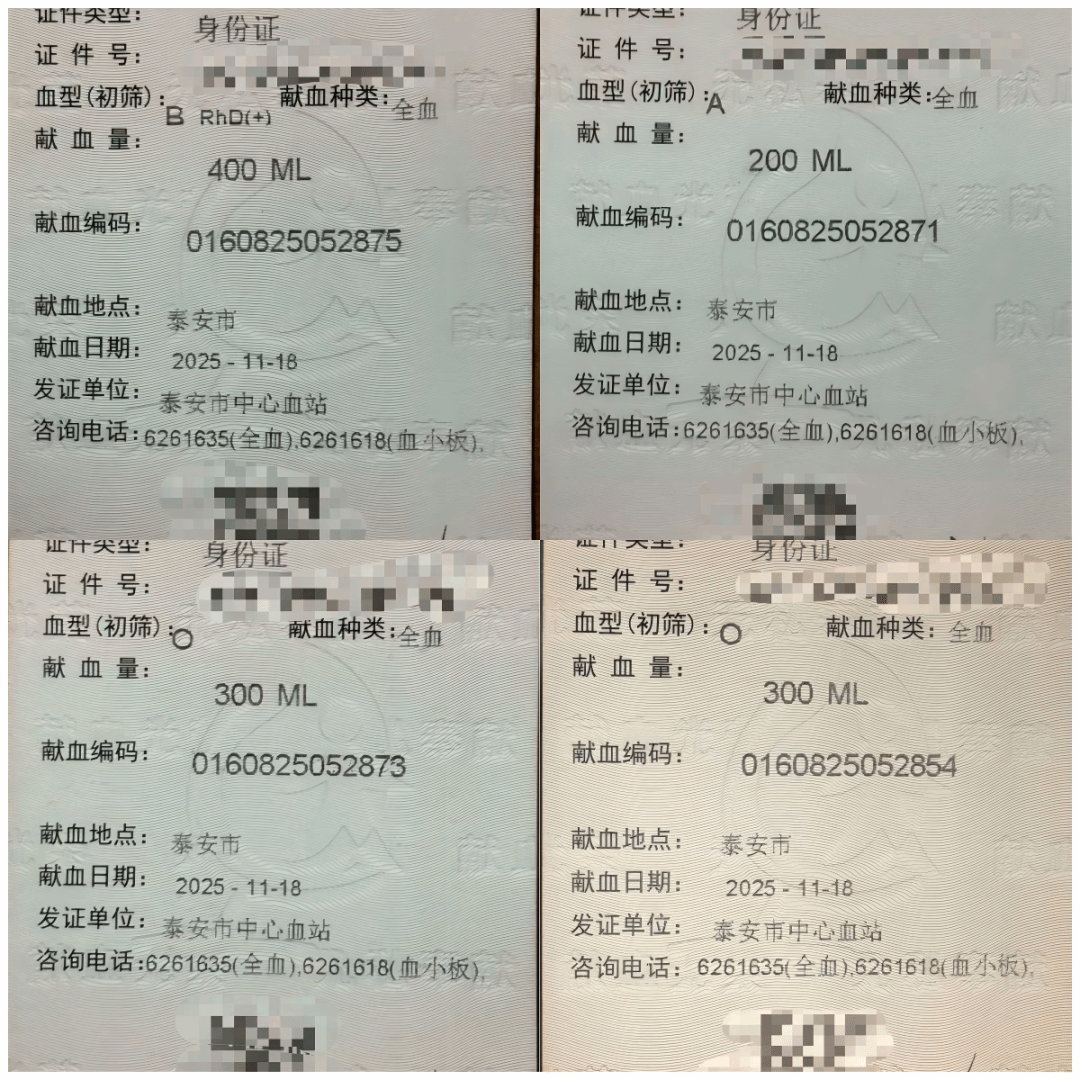 证件类型：
身份证
证 件 号：
血型(初筛)：B RhD(+) 献血种类：全血
献 血 量：
400 ML
献血编码：
0160825052875
献血地点：泰安市
献血日期：2025 - 11-18
发证单位：泰安市中心血站
咨询电话：6261635(全血),6261618(血小板),
证件类型：
身份证
证 件 号：
血型(初筛)：A 献血种类：全血
献 血 量：
200 ML
献血编码：
0160825052871
献血地点：泰安市
献血日期：2025 - 11-18
发证单位：泰安市中心血站
咨询电话：6261635(全血),6261618(血小板),
证件类型：
身份证
证 件 号：
血型(初筛)：O 献血种类：全血
献 血 量：
300 ML
献血编码：
0160825052873
献血地点：泰安市
献血日期：2025 - 11-18
发证单位：泰安市中心血站
咨询电话：6261635(全血),6261618(血小板),
证件类型：
身份证
证 件 号：
血型(初筛)：O 献血种类：全血
献 血 量：
300 ML
献血编码：
0160825052854
献血地点：泰安市
献血日期：2025 - 11-18
发证单位：泰安市中心血站
咨询电话：6261635(全血),6261618(血小板),